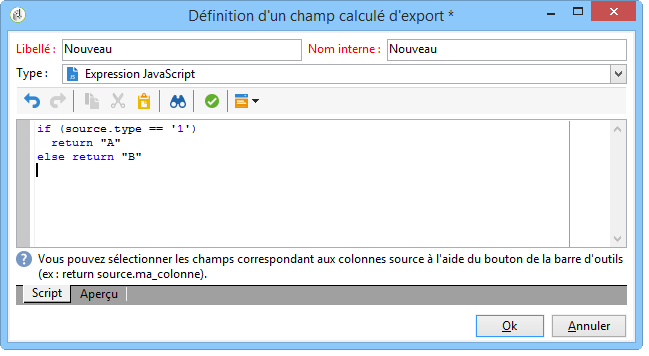 Définition d'un champ calculé d'export *
Libellé : Nouveau Nom interne : Nouveau
Type : Expression JavaScript
if (source.type == '1')
return "A"
else return "B"
Vous pouvez sélectionner les champs correspondant aux colonnes source à l'aide du bouton de la barre d'outils
(ex : return source.ma_colonne).
Script Aperçu
Ok Annuler